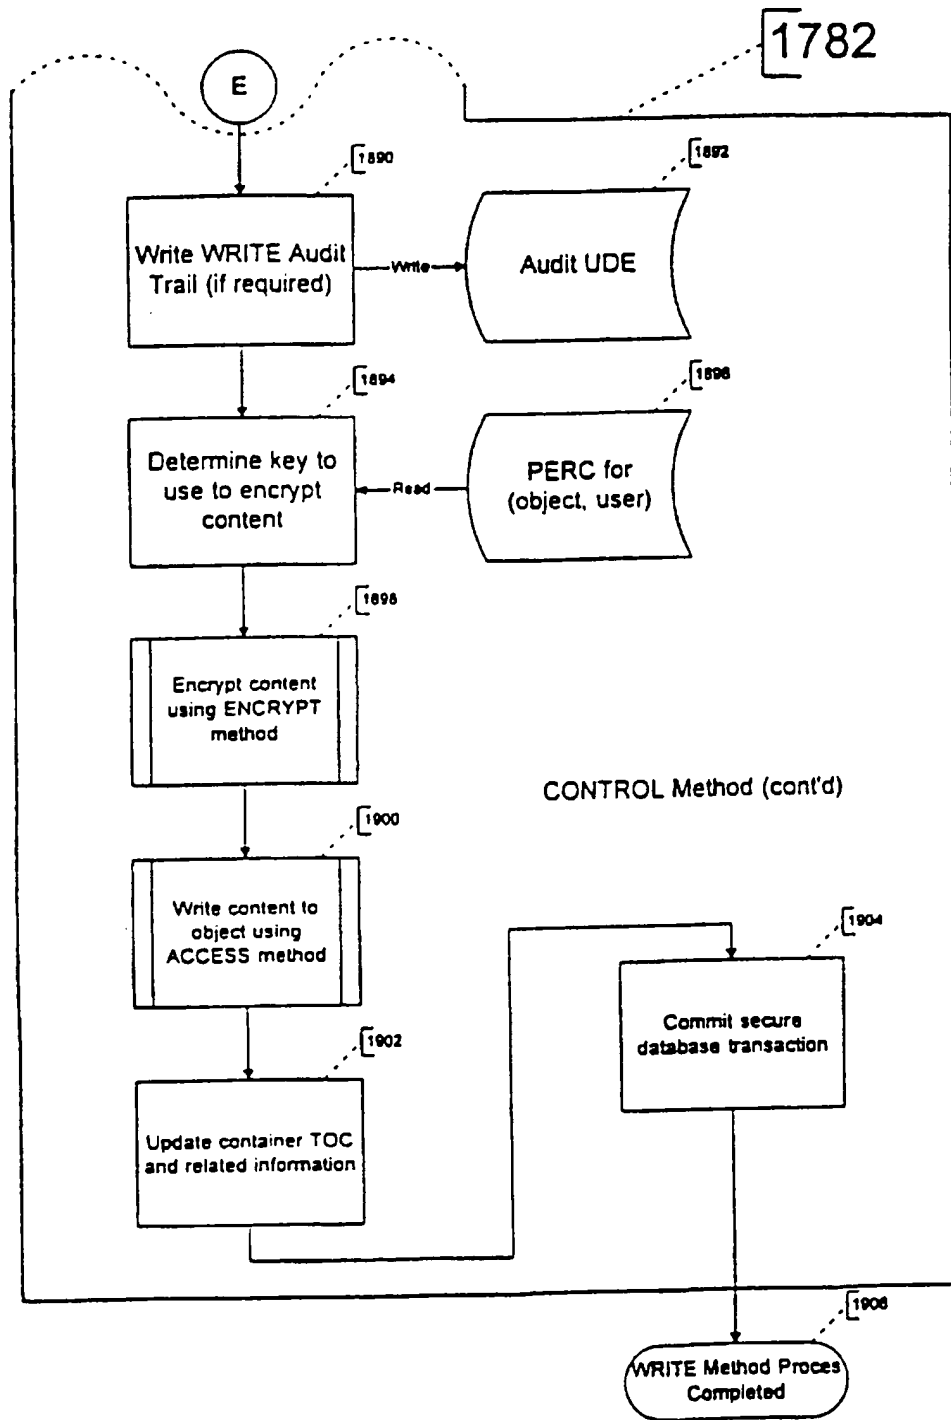 1782
E
1890
Write WRITE Audit
Trail (if required)
Write
1892
Audit UDE
1894
Determine key to
use to encrypt
content
Read
1896
PERC for
(object, user)
1898
Encrypt content
using ENCRYPT
method
CONTROL Method (cont'd)
1900
Write content to
object using
ACCESS method
1902
Update container TOC
and related information
1904
Commit secure
database transaction
1906
WRITE Method Proces
Completed